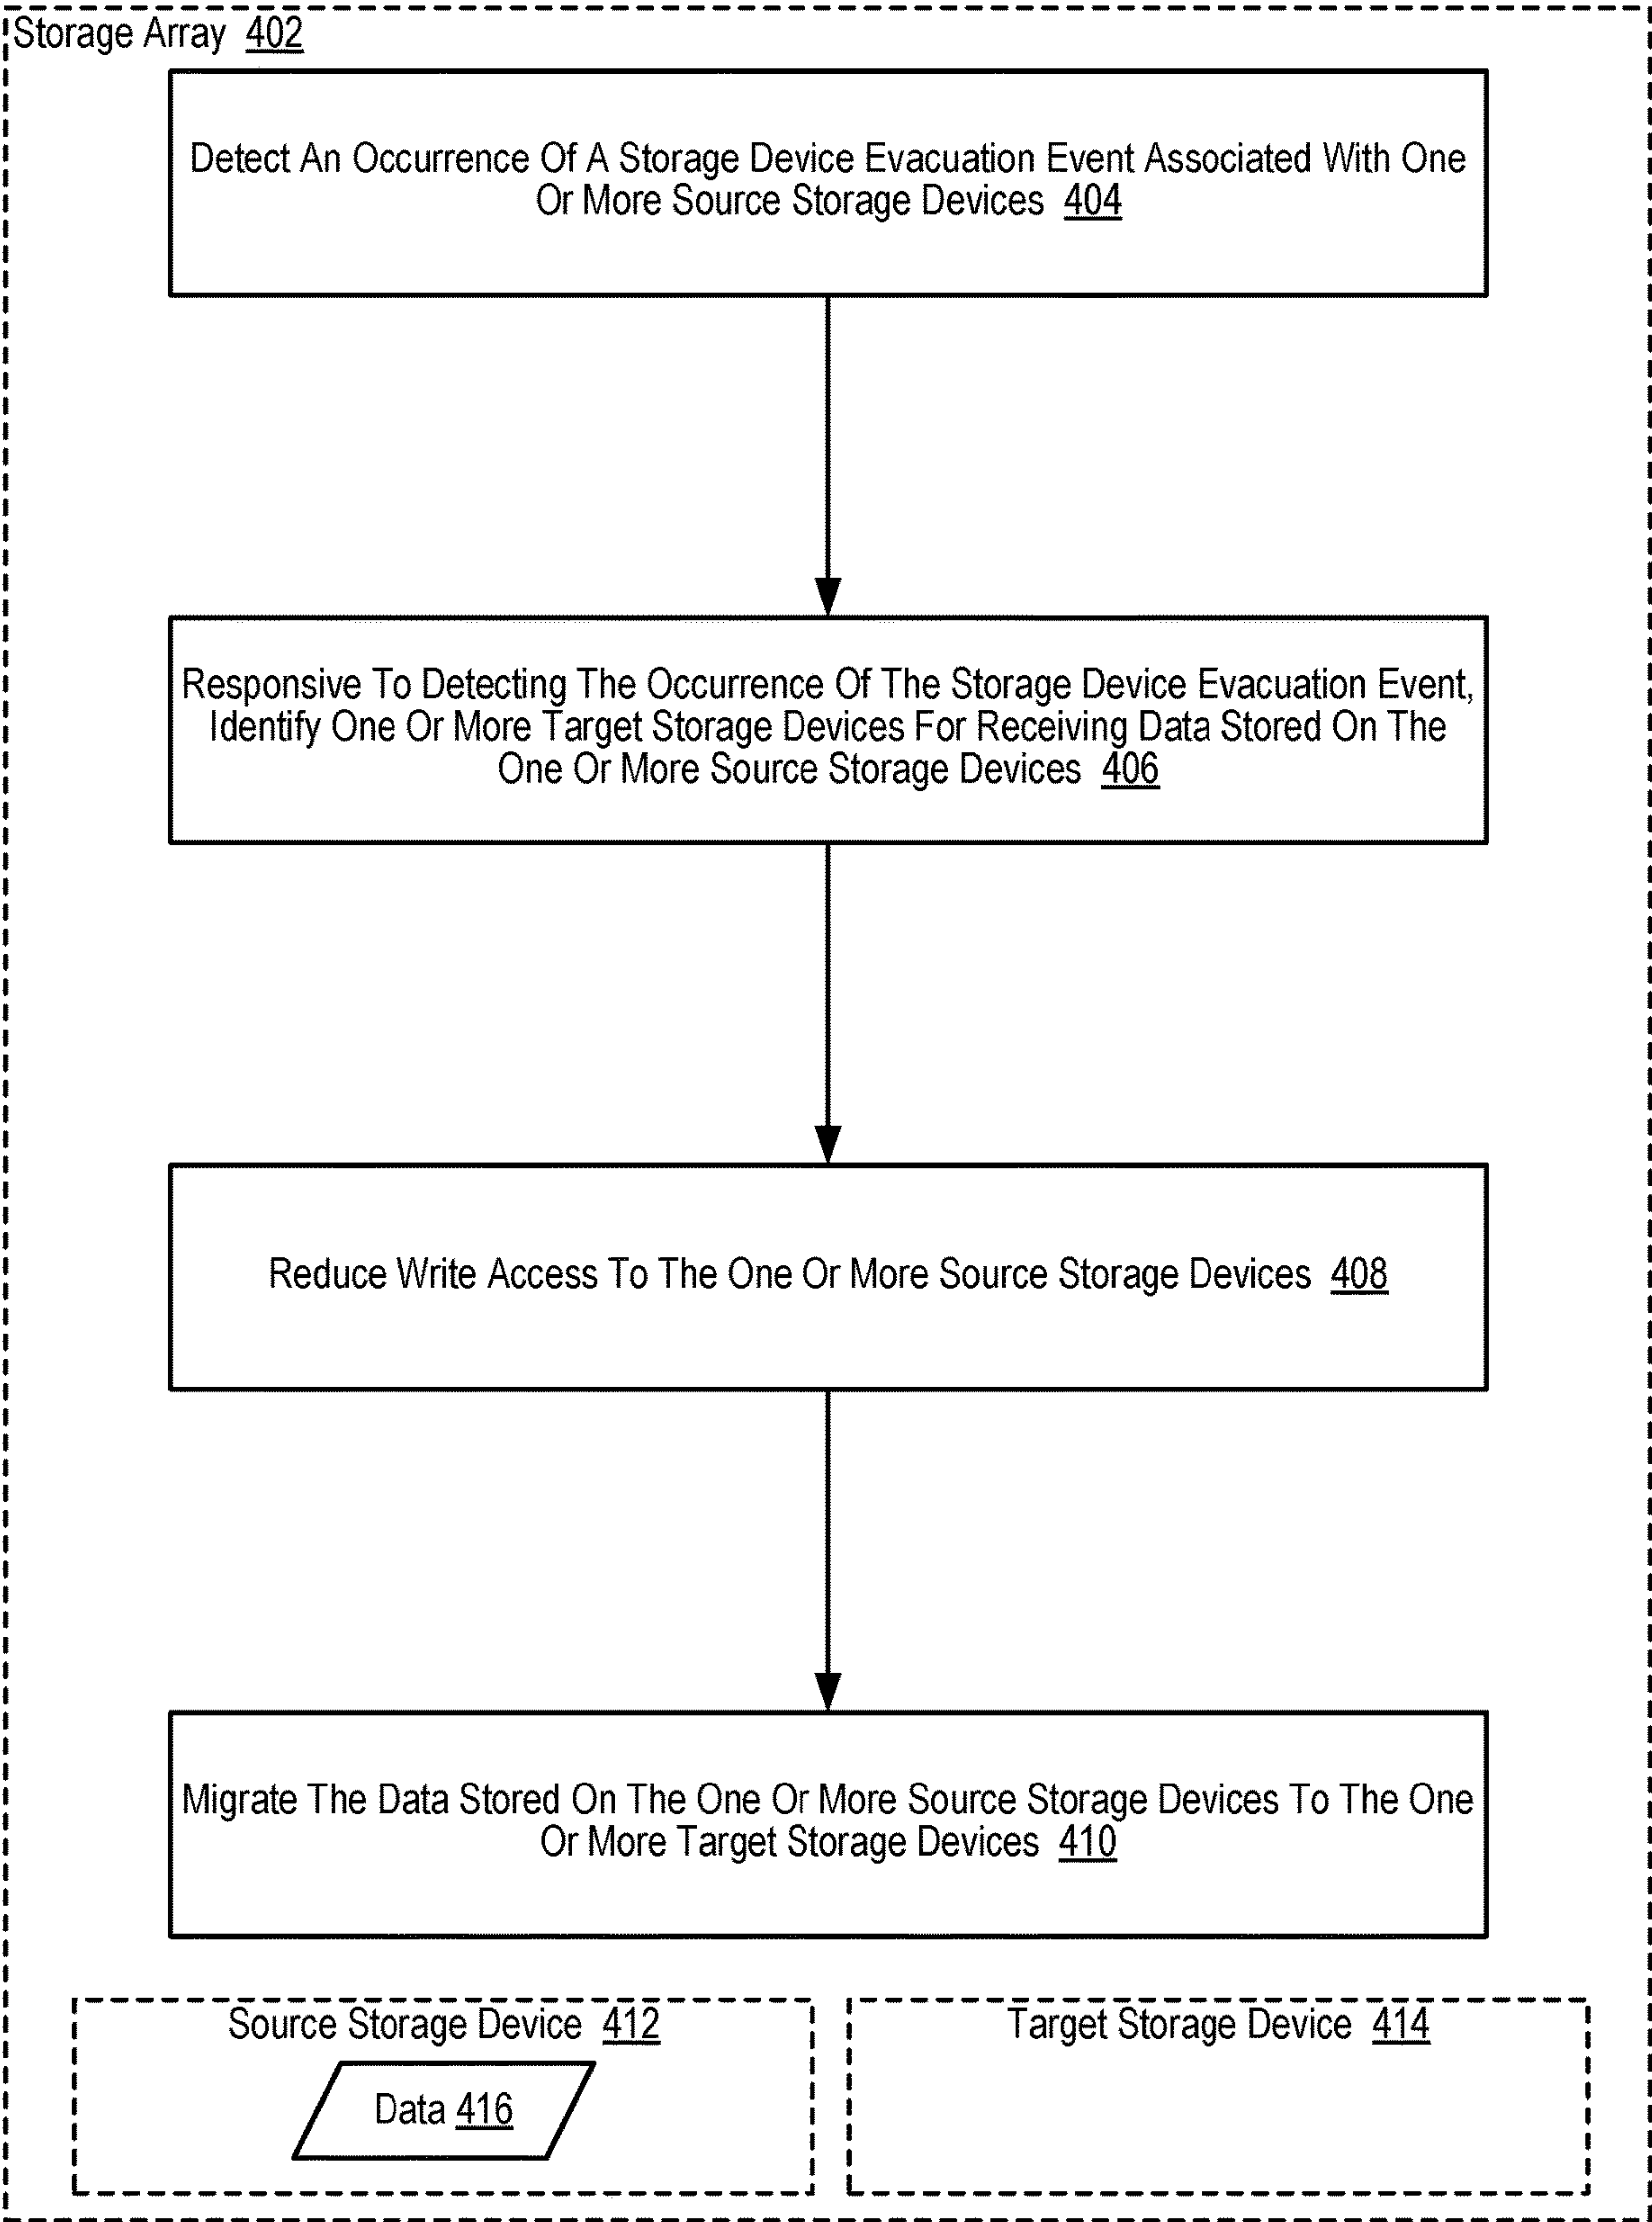 Storage Array 402
Detect An Occurrence Of A Storage Device Evacuation Event Associated With One
Or More Source Storage Devices 404
Responsive To Detecting The Occurrence Of The Storage Device Evacuation Event,
Identify One Or More Target Storage Devices For Receiving Data Stored On The
One Or More Source Storage Devices 406
Reduce Write Access To The One Or More Source Storage Devices 408
Migrate The Data Stored On The One Or More Source Storage Devices To The One
Or More Target Storage Devices 410
Source Storage Device 412
Data 416
Target Storage Device 414